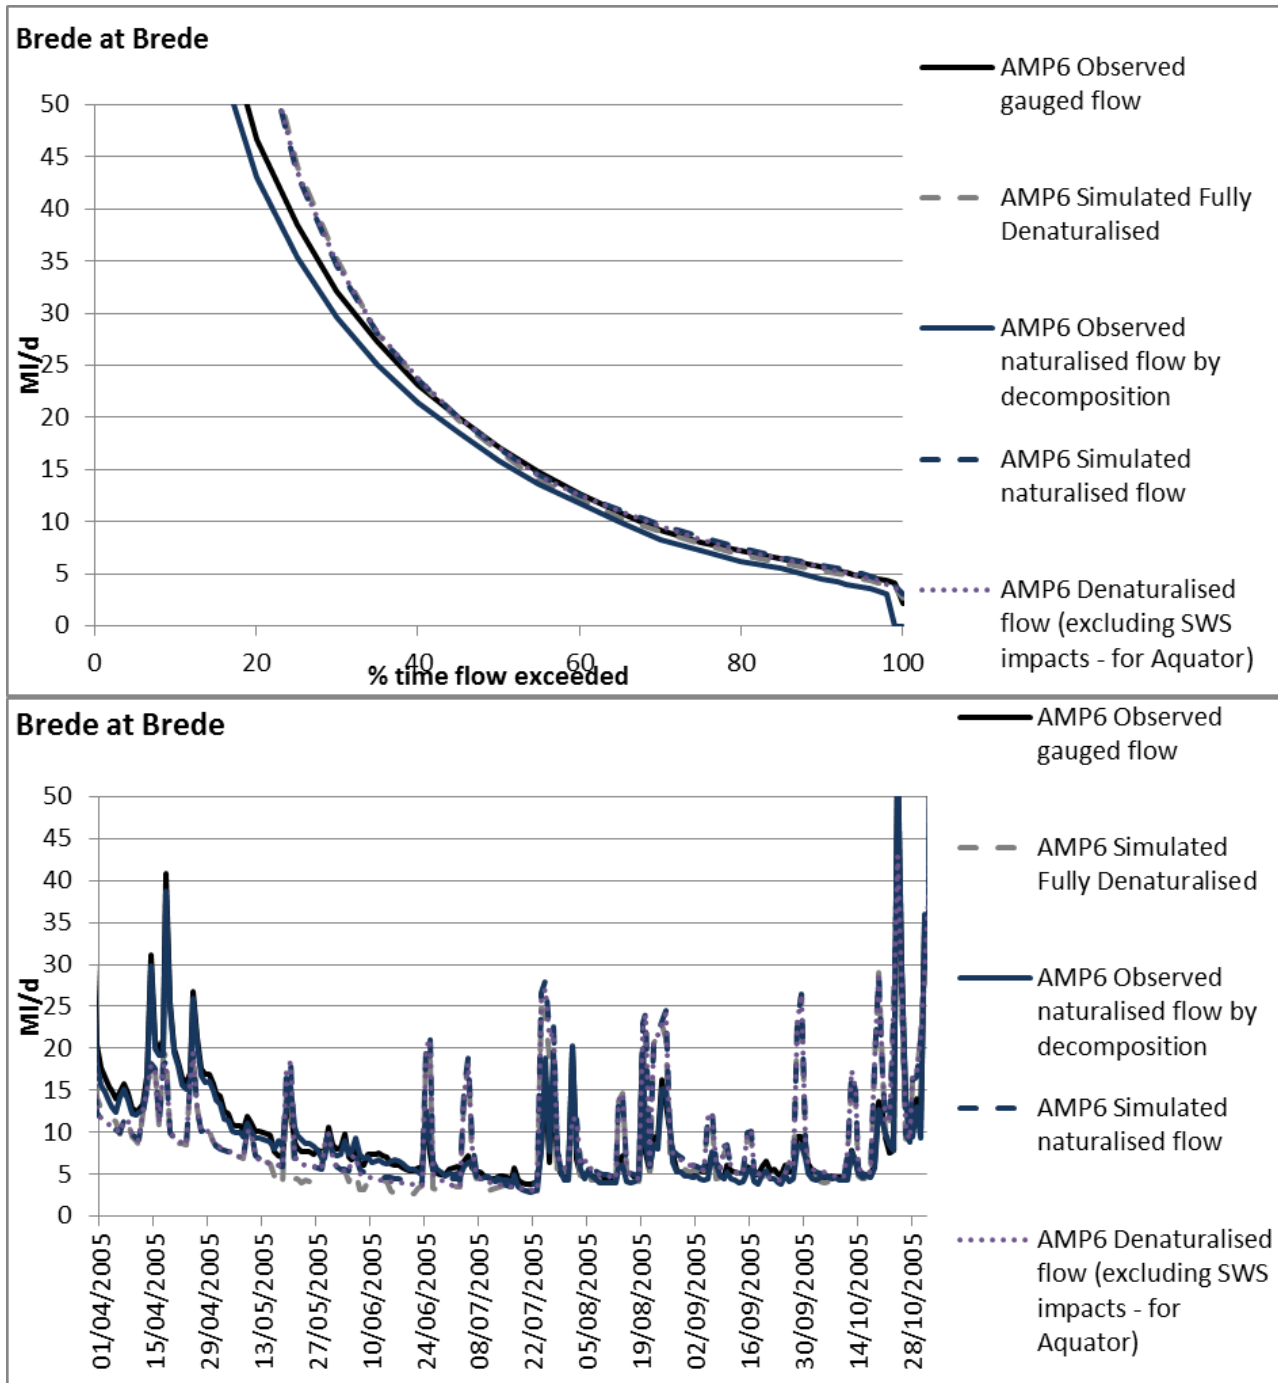 Brede at Brede
50
45
40
35
30
25
20
15
10
5
0
Ml/d
0 20 40 60 80 100
% time flow exceeded
AMP6 Observed
gauged flow
AMP6 Simulated Fully
Denaturalised
AMP6 Observed
naturalised flow by
decomposition
AMP6 Simulated
naturalised flow
AMP6 Denaturalised
flow (excluding SWS
impacts - for Aquator)
Brede at Brede
50
45
40
35
30
25
20
15
10
5
0
Ml/d
01/04/2005
15/04/2005
29/04/2005
13/05/2005
27/05/2005
10/06/2005
24/06/2005
08/07/2005
22/07/2005
05/08/2005
19/08/2005
02/09/2005
16/09/2005
30/09/2005
14/10/2005
28/10/2005
AMP6 Observed
gauged flow
AMP6 Simulated
Fully Denaturalised
AMP6 Observed
naturalised flow by
decomposition
AMP6 Simulated
naturalised flow
AMP6 Denaturalised
flow (excluding SWS
impacts - for
Aquator)